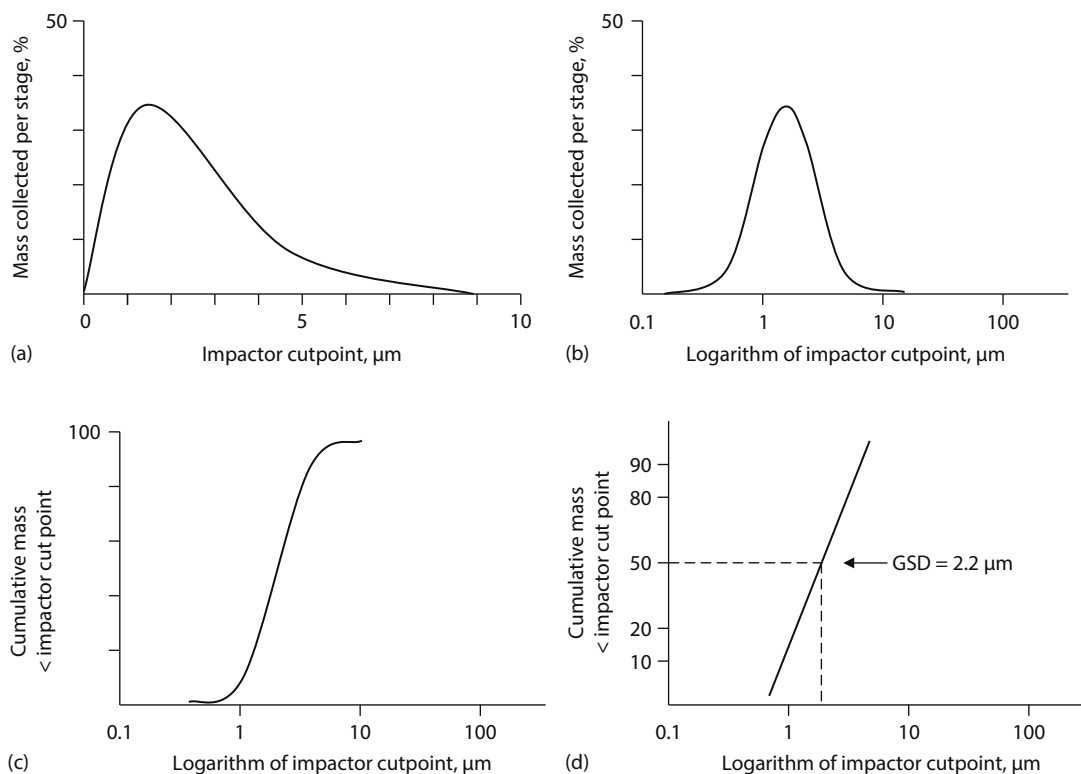 50
Mass collected per stage, %
0
5
10
Impactor cutpoint, µm
(a)
50
Mass collected per stage, %
0.1
1
10
100
Logarithm of impactor cutpoint, µm
(b)
100
Cumulative mass
< impactor cut point
0.1
1
10
100
Logarithm of impactor cutpoint, µm
(c)
90
80
50
20
10
Cumulative mass
< impactor cut point
GSD = 2.2 µm
0.1
1
10
100
Logarithm of impactor cutpoint, µm
(d)